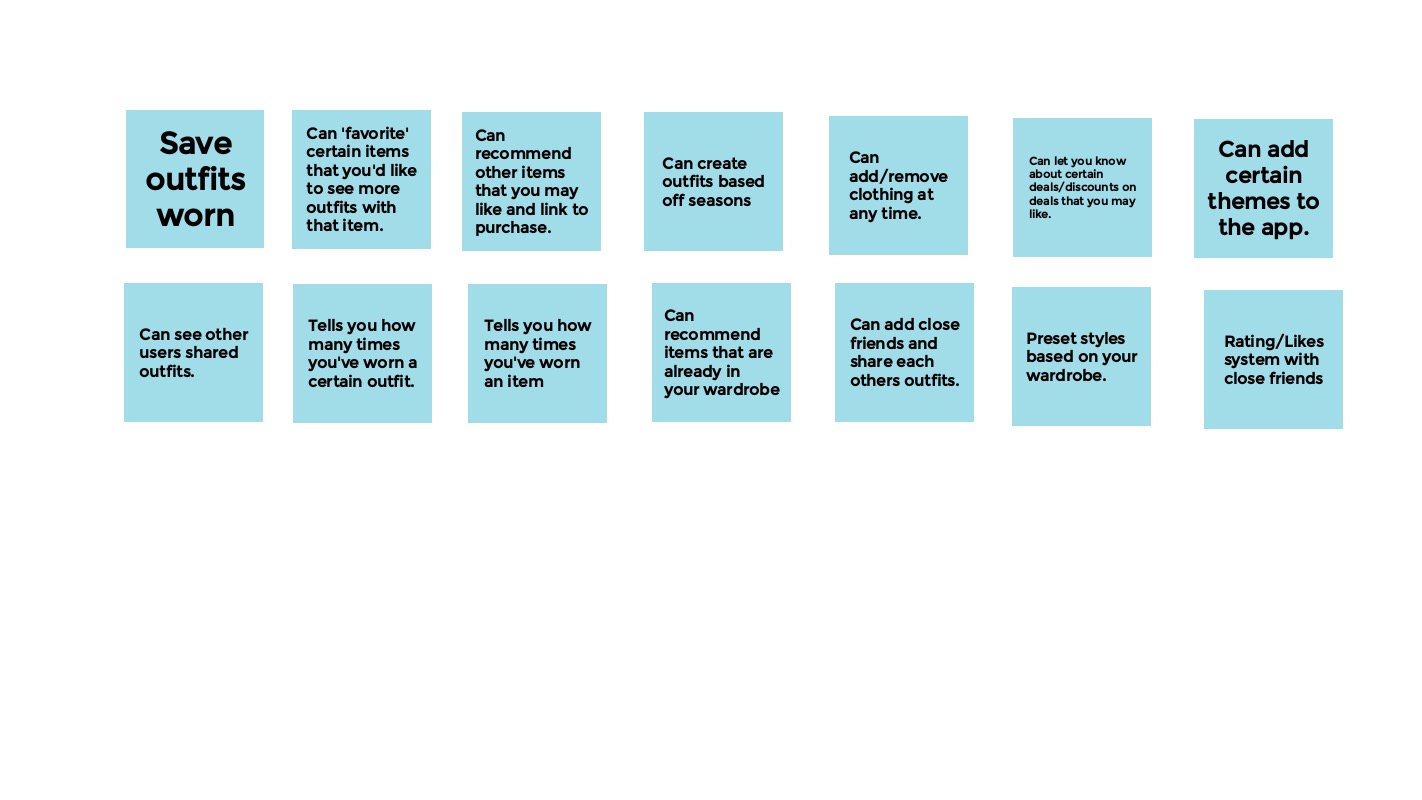 Save
outfits
worn
Can 'favorite'
certain items
that you'd like
to see more
outfits with
that item.
Can
recommend
other items
that you may
like and link to
purchase.
Can create
outfits based
off seasons
Can
add/remove
clothing at
any time.
Can let you know
about certain
deals/discounts on
deals that you may
like.
Can add
certain
themes to
the app.
Can see other
users shared
outfits.
Tells you how
many times
you've worn a
certain outfit.
Tells you how
many times
you've worn
an item
Can
recommend
items that are
already in
your wardrobe
Can add close
friends and
share each
others outfits.
Preset styles
based on your
wardrobe.
Rating/Likes
system with
close friends